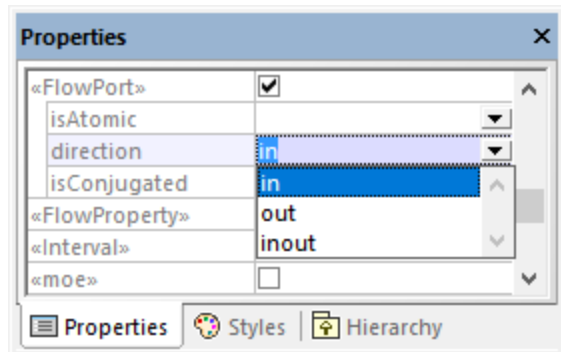 Properties
«FlowPort»
isAtomic
direction in
isConjugated in
«FlowProperty» out
«Interval» inout
«moe»
Properties Styles Hierarchy